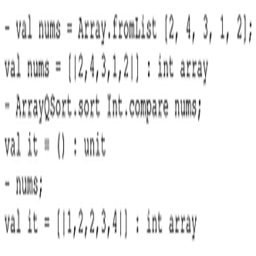 - val nums = Array.fromList [2, 4, 3, 1, 2];
val nums = [|2,4,3,1,2|] : int array
- ArrayQSort.sort Int.compare nums;
val it = () : unit
- nums;
val it = [|1,2,2,3,4|] : int array